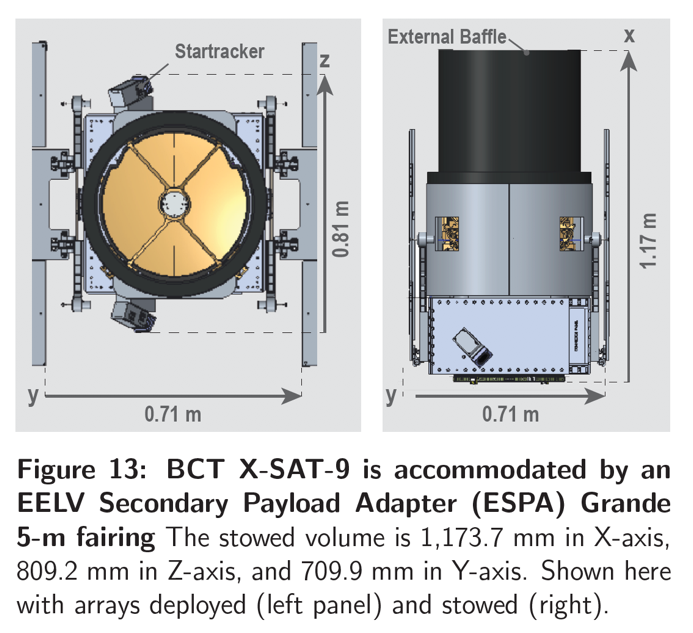 Startracker
z
0.81 m
y
0.71 m
External Baffle
x
1.17 m
y
0.71 m
Figure 13: BCT X-SAT-9 is accommodated by an
EELV Secondary Payload Adapter (ESPA) Grande
5-m fairing The stowed volume is 1,173.7 mm in X-axis,
809.2 mm in Z-axis, and 709.9 mm in Y-axis. Shown here
with arrays deployed (left panel) and stowed (right).